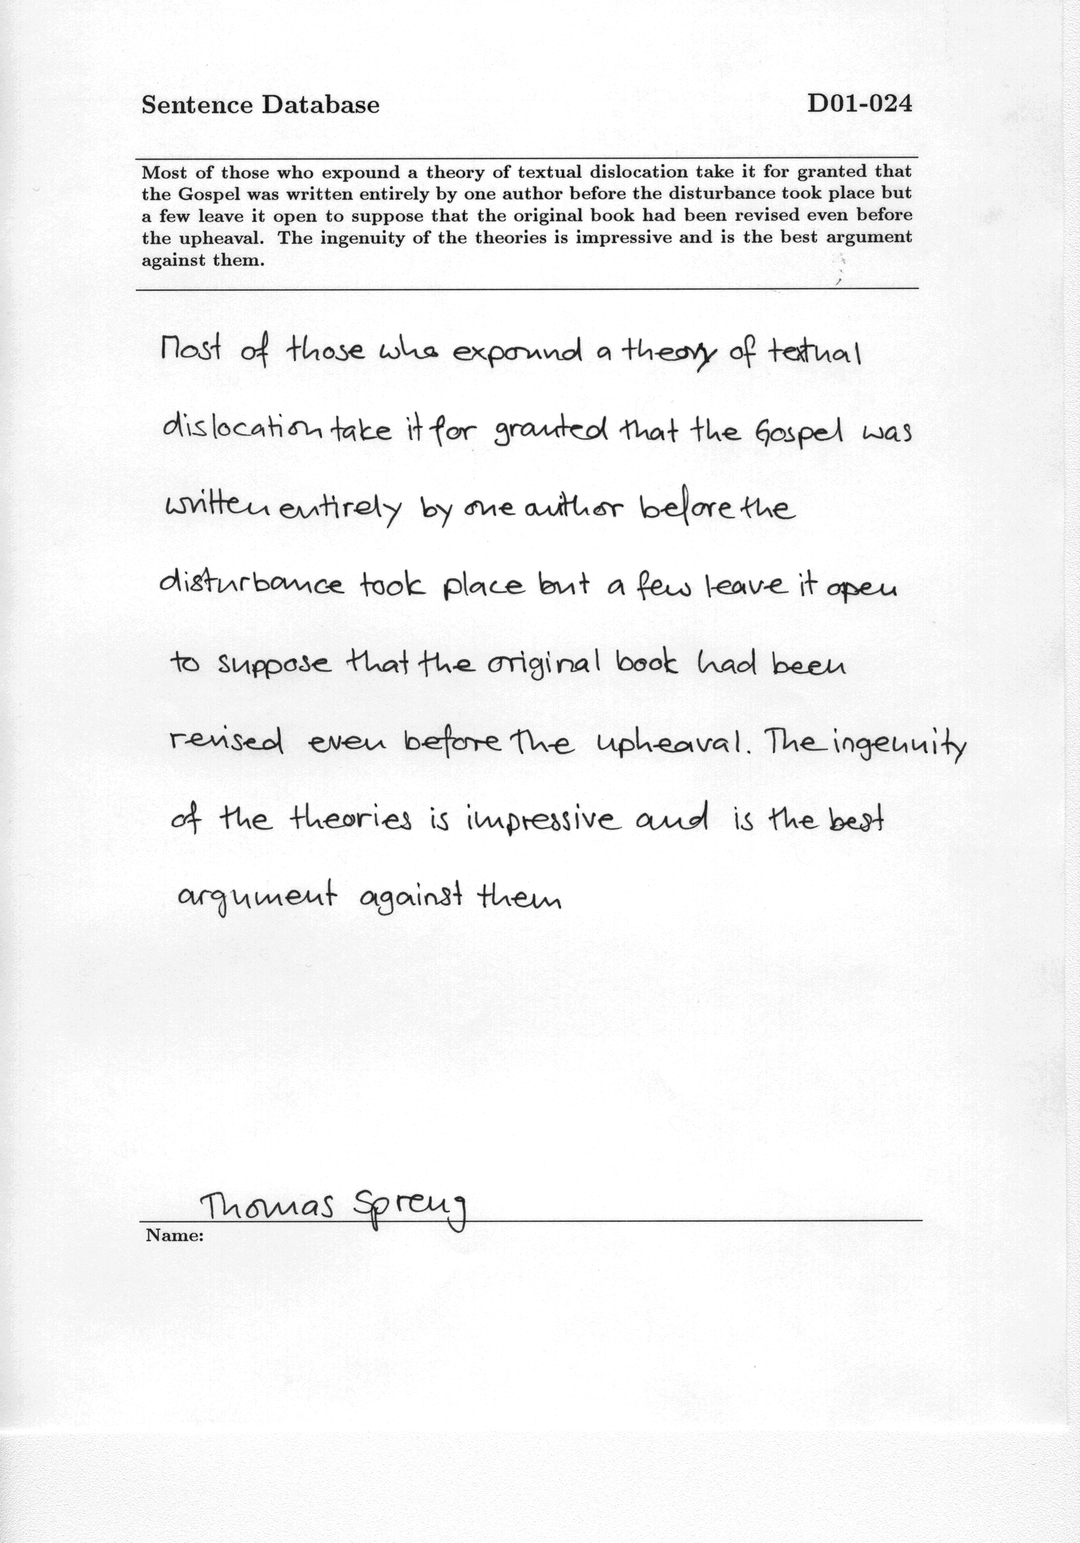 Sentence Database D01-024
Most of those who expound a theory of textual dislocation take it for granted that
the Gospel was written entirely by one author before the disturbance took place but
a few leave it open to suppose that the original book had been revised even before
the upheaval. The ingenuity of the theories is impressive and is the best argument
against them.
Most of those who expound a theory of textual
dislocation take it for granted that the Gospel was
written entirely by one author before the
disturbance took place but a few leave it open
to suppose that the original book had been
revised even before the upheaval. The ingenuity
of the theories is impressive and is the best
argument against them
Thomas Spreng
Name: